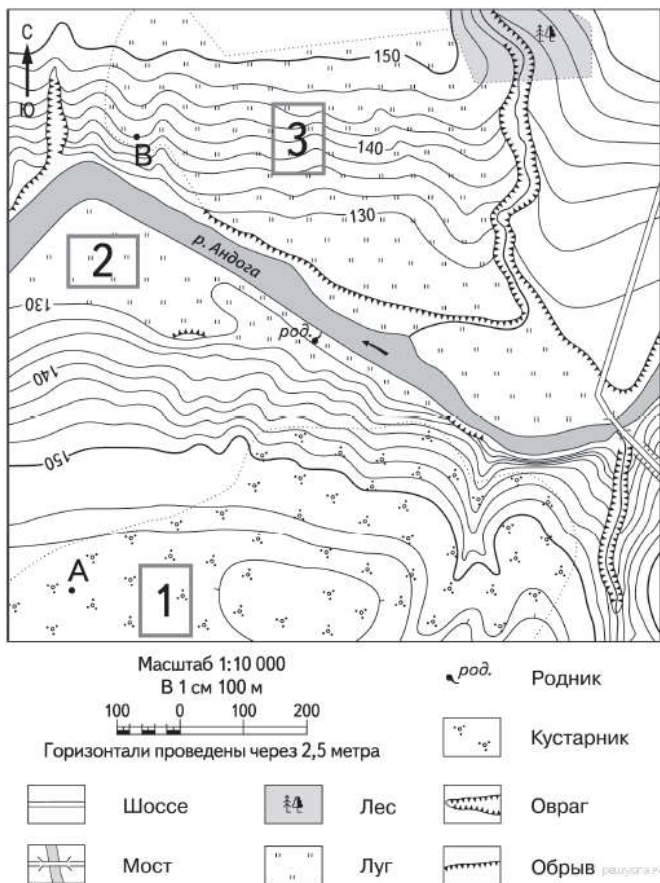 С
Ю
150
В
3
140
130
2
р. Андога
130
род.
140
150
А
1
Масштаб 1:10 000
В 1 см 100 м
100 0 100 200
Горизонтали проведены через 2,5 метра
род. Родник
Кустарник
Шоссе
Лес
Овраг
Мост
Луг
Обрыв